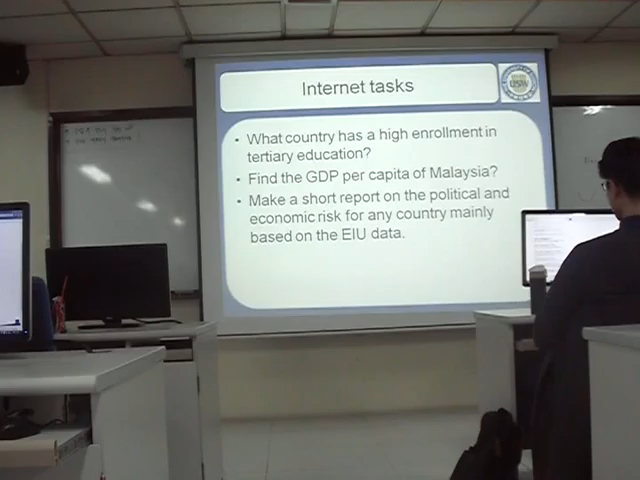 Internet tasks
• What country has a high enrollment in
tertiary education?
• Find the GDP per capita of Malaysia?
• Make a short report on the political and
economic risk for any country mainly
based on the EIU data.